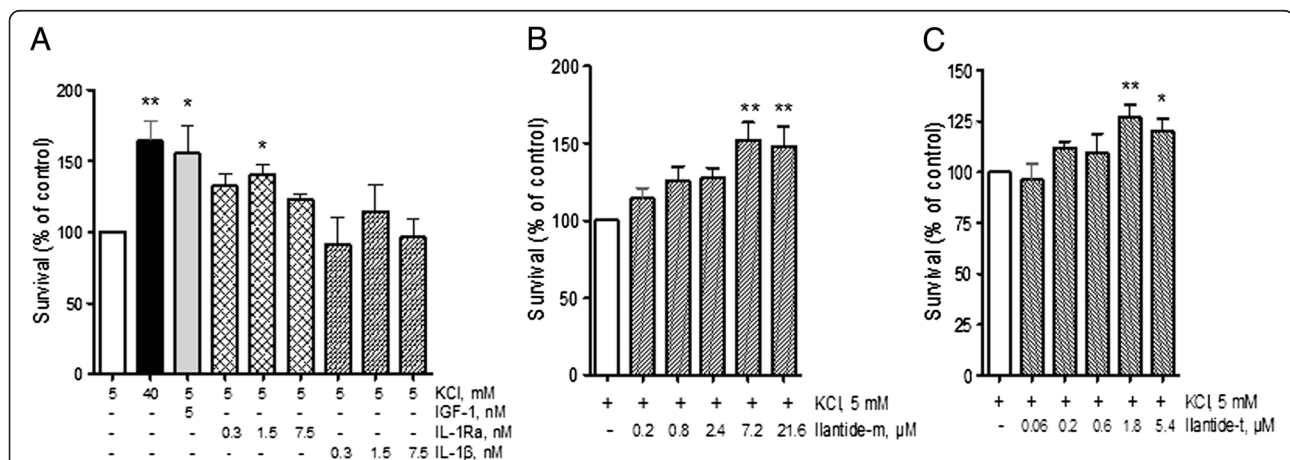 A
Survival (% of control)
200
150
100
50
0
**
*
*
5 40 5 5 5 5 5 5 5 KCl, mM
- - 5 - - - - - - IGF-1, nM
- - - 0.3 1.5 7.5 - - - IL-1Ra, nM
- - - - - - 0.3 1.5 7.5 IL-1β, nM
B
Survival (% of control)
200
150
100
50
0
** **
+ + + + + + KCl, 5 mM
- 0.2 0.8 2.4 7.2 21.6 Ilantide-m, µM
C
Survival (% of control)
150
125
100
75
50
25
0
** *
+ + + + + + KCl, 5 mM
- 0.06 0.2 0.6 1.8 5.4 Ilantide-t, µM